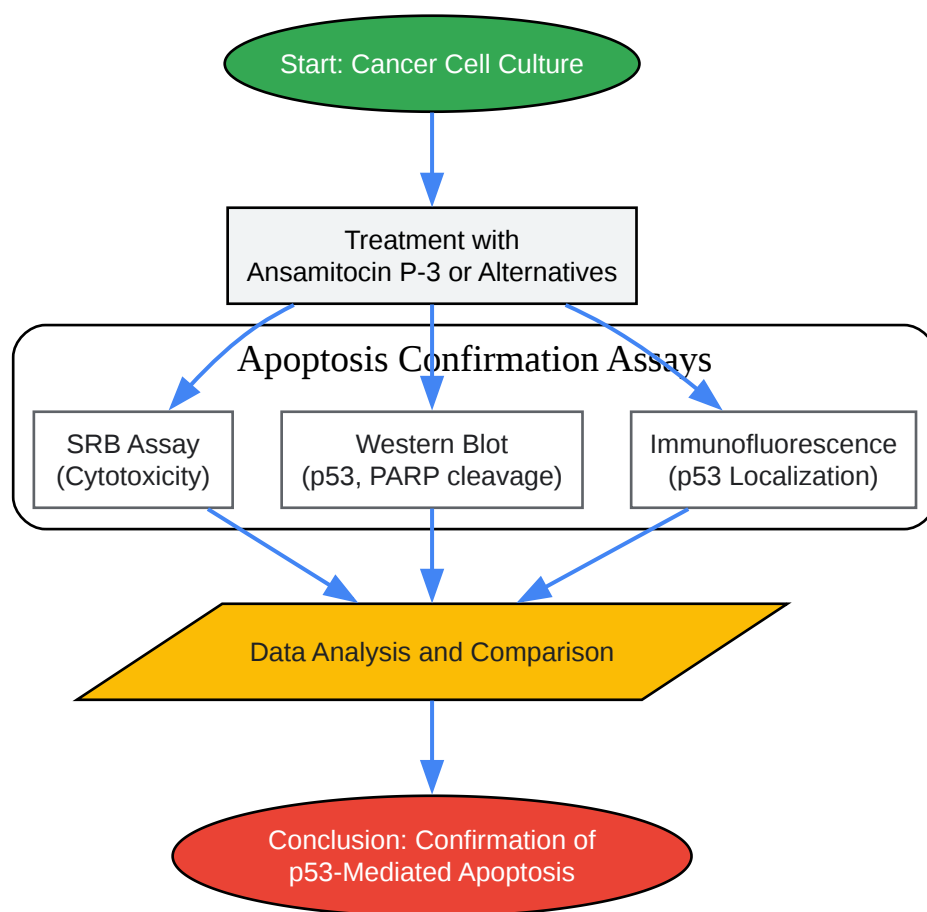 Start: Cancer Cell Culture
Treatment with
Ansamitocin P-3 or Alternatives
Apoptosis Confirmation Assays
SRB Assay
(Cytotoxicity)
Western Blot
(p53, PARP cleavage)
Immunofluorescence
(p53 Localization)
Data Analysis and Comparison
Conclusion: Confirmation of
p53-Mediated Apoptosis